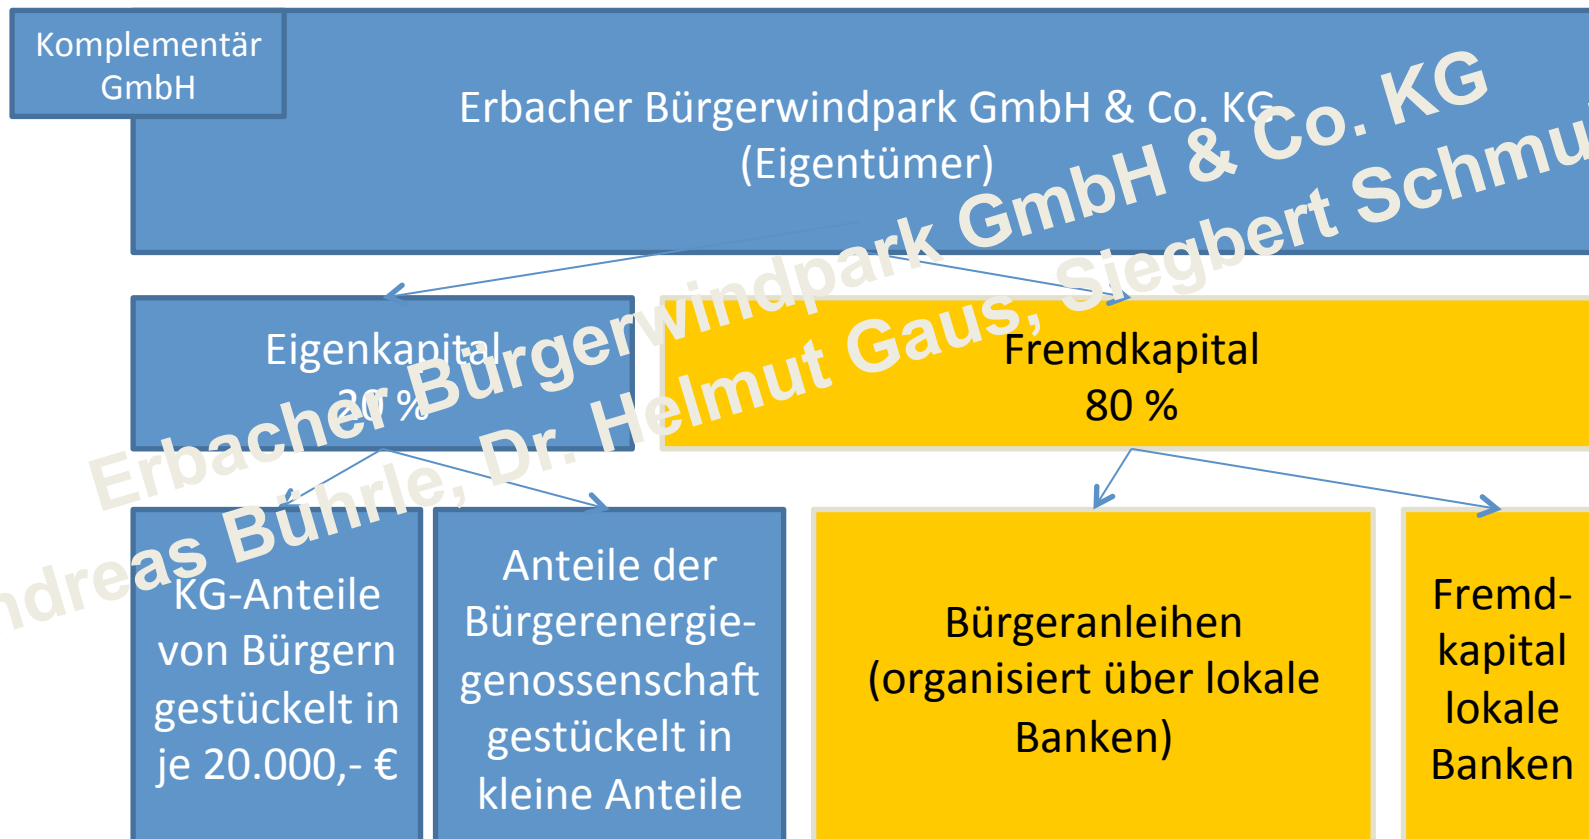 Komplementär
GmbH
Erbacher Bürgerwindpark GmbH & Co. KG
(Eigentümer)
Eigenkapital
20 %
Fremdkapital
80 %
KG-Anteile
von Bürgern
gestückelt in
je 20.000,- €
Anteile der
Bürgerenergie-
genossenschaft
gestückelt in
kleine Anteile
Bürgeranleihen
(organisiert über lokale
Banken)
Fremd-
kapital
lokale
Banken
Erbacher Bürgerwindpark GmbH & Co. KG
Bührle, Dr. Helmut Gaus, Siegbert